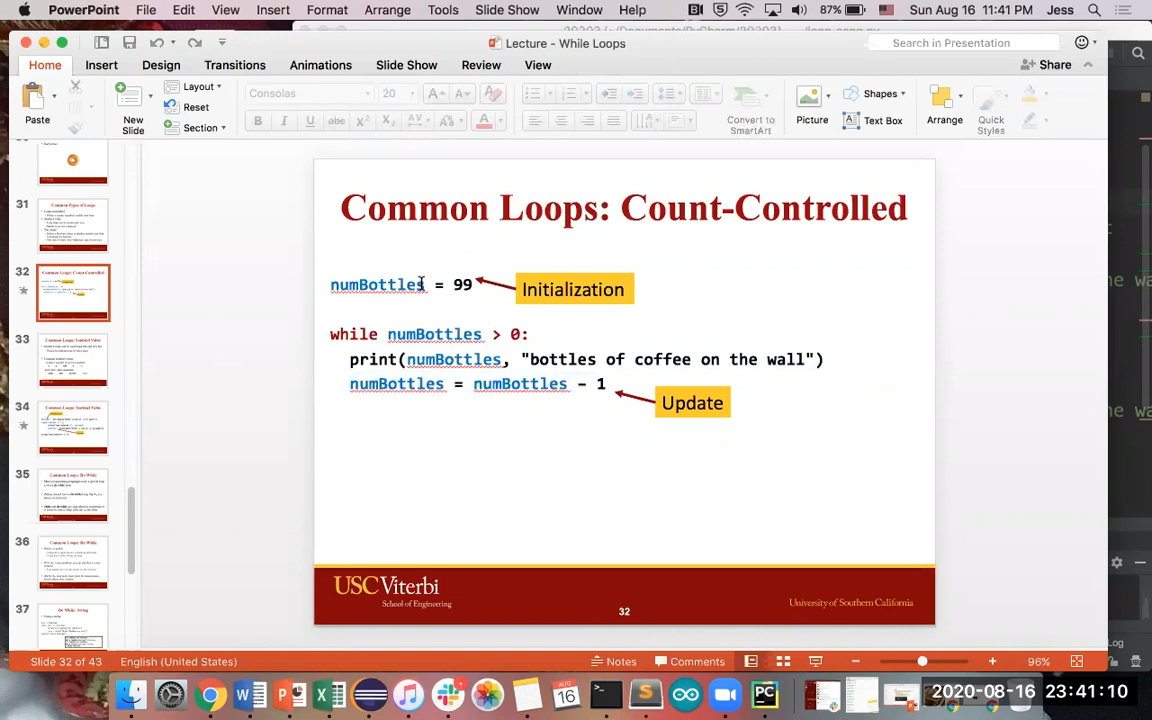 PowerPoint File Edit View Insert Format Arrange Tools Slide Show Window Help 87% Sun Aug 16 11:41 PM Jess
Lecture - While Loops
Search in Presentation
Home Insert Design Transitions Animations Slide Show Review View Share
Paste
New Slide
Layout
Reset
Section
Consolas 20
Convert to SmartArt
Picture
Shapes
Text Box
Arrange
Quick Styles
31
32
33
34
35
36
37
Common Loops: Count-Controlled
numBottles = 99
Initialization
while numBottles > 0:
print(numBottles, "bottles of coffee on the wall")
numBottles = numBottles – 1
Update
USC Viterbi
School of Engineering
32
University of Southern California
Slide 32 of 43 English (United States) Notes Comments 96%
2020-08-16 23:41:10